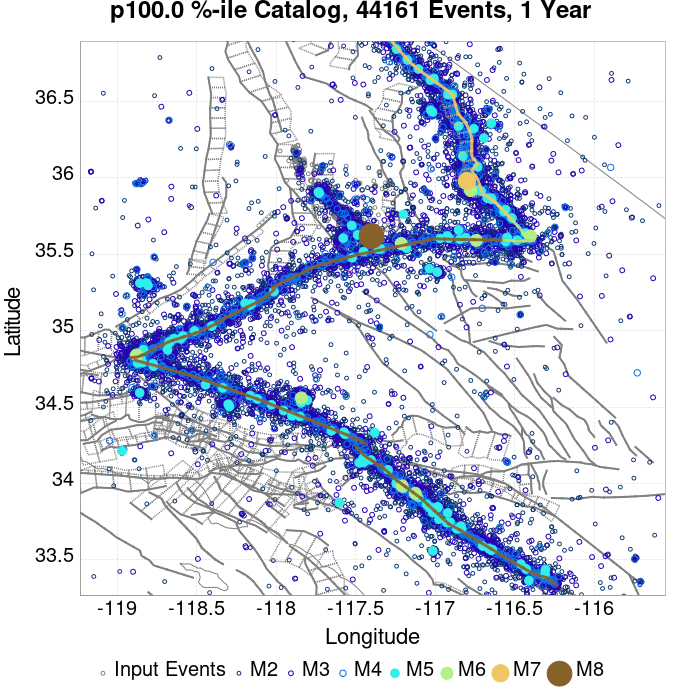 p100.0 %-ile Catalog, 44161 Events, 1 Year
36.5
36
35.5
35
34.5
34
33.5
Latitude
-119 -118.5 -118 -117.5 -117 -116.5 -116
Longitude
Input Events M2 M3 M4 M5 M6 M7 M8